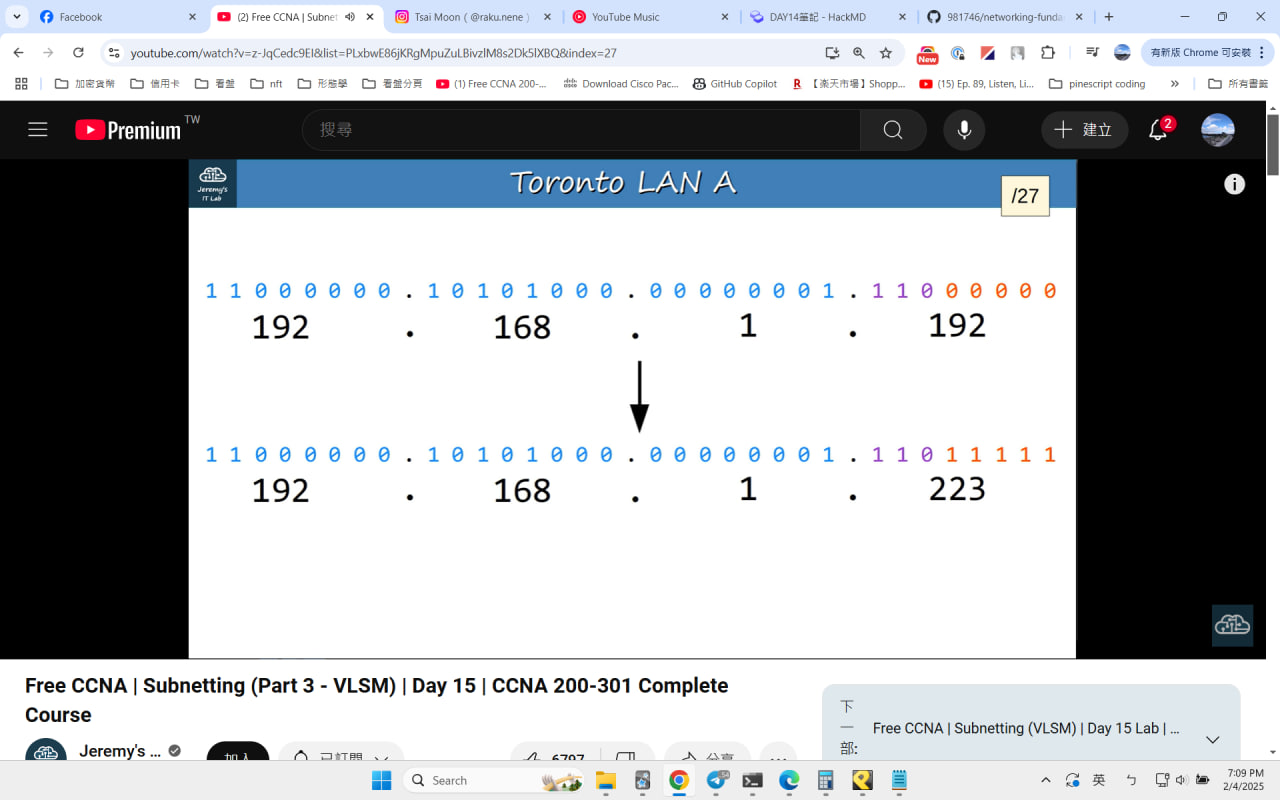 Facebook
(2) Free CCNA | Subnet
Tsai Moon（@raku.nene）
YouTube Music
DAY14筆記 - HackMD
981746/networking-funda
youtube.com/watch?v=z-JqCedc9EI&list=PLxbwE86jKRgMpuZuLBivzIM8s2Dk5lXBQ&index=27
New
有新版 Chrome 可安裝
加密貨幣
信用卡
看盤
nft
形態學
看盤分頁
(1) Free CCNA 200-...
Download Cisco Pac...
GitHub Copilot
【楽天市場】Shopp...
(15) Ep. 89, Listen, Li...
pinescript coding
所有書籤
Premium TW
搜尋
建立
2
Jeremy's
IT Lab
Toronto LAN A
/27
1 1 0 0 0 0 0 0 . 1 0 1 0 1 0 0 0 . 0 0 0 0 0 0 0 1 . 1 1 0 0 0 0 0 0
192 . 168 . 1 . 192
1 1 0 0 0 0 0 0 . 1 0 1 0 1 0 0 0 . 0 0 0 0 0 0 0 1 . 1 1 0 1 1 1 1 1
192 . 168 . 1 . 223
Free CCNA | Subnetting (Part 3 - VLSM) | Day 15 | CCNA 200-301 Complete
Course
Jeremy's ...
加入
已訂閱
6797
分享
下一部:
Free CCNA | Subnetting (VLSM) | Day 15 Lab | ...
Search
54
英
ㄅ
7:09 PM
2/4/2025